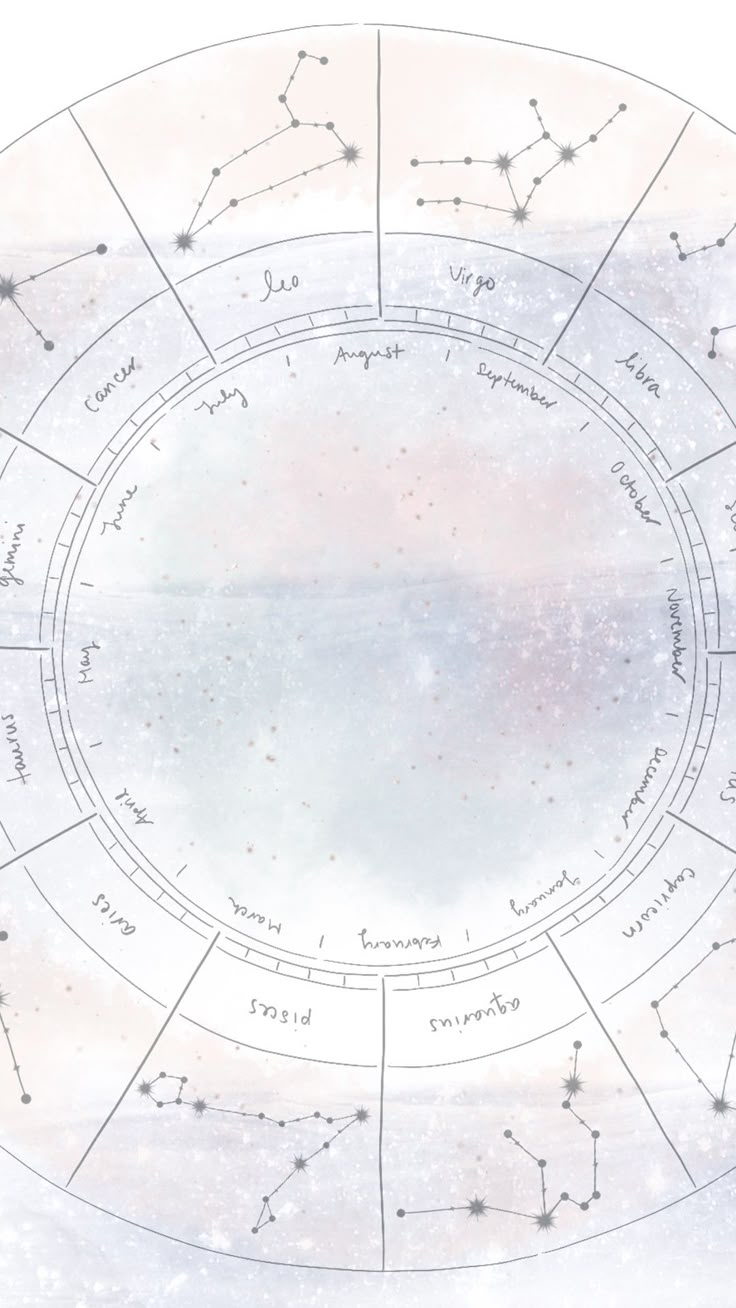 leo
Virgo
libra
capricorn
aquarius
pisces
aries
taurus
gemini
cancer
August
September
October
November
December
January
February
March
April
May
June
July